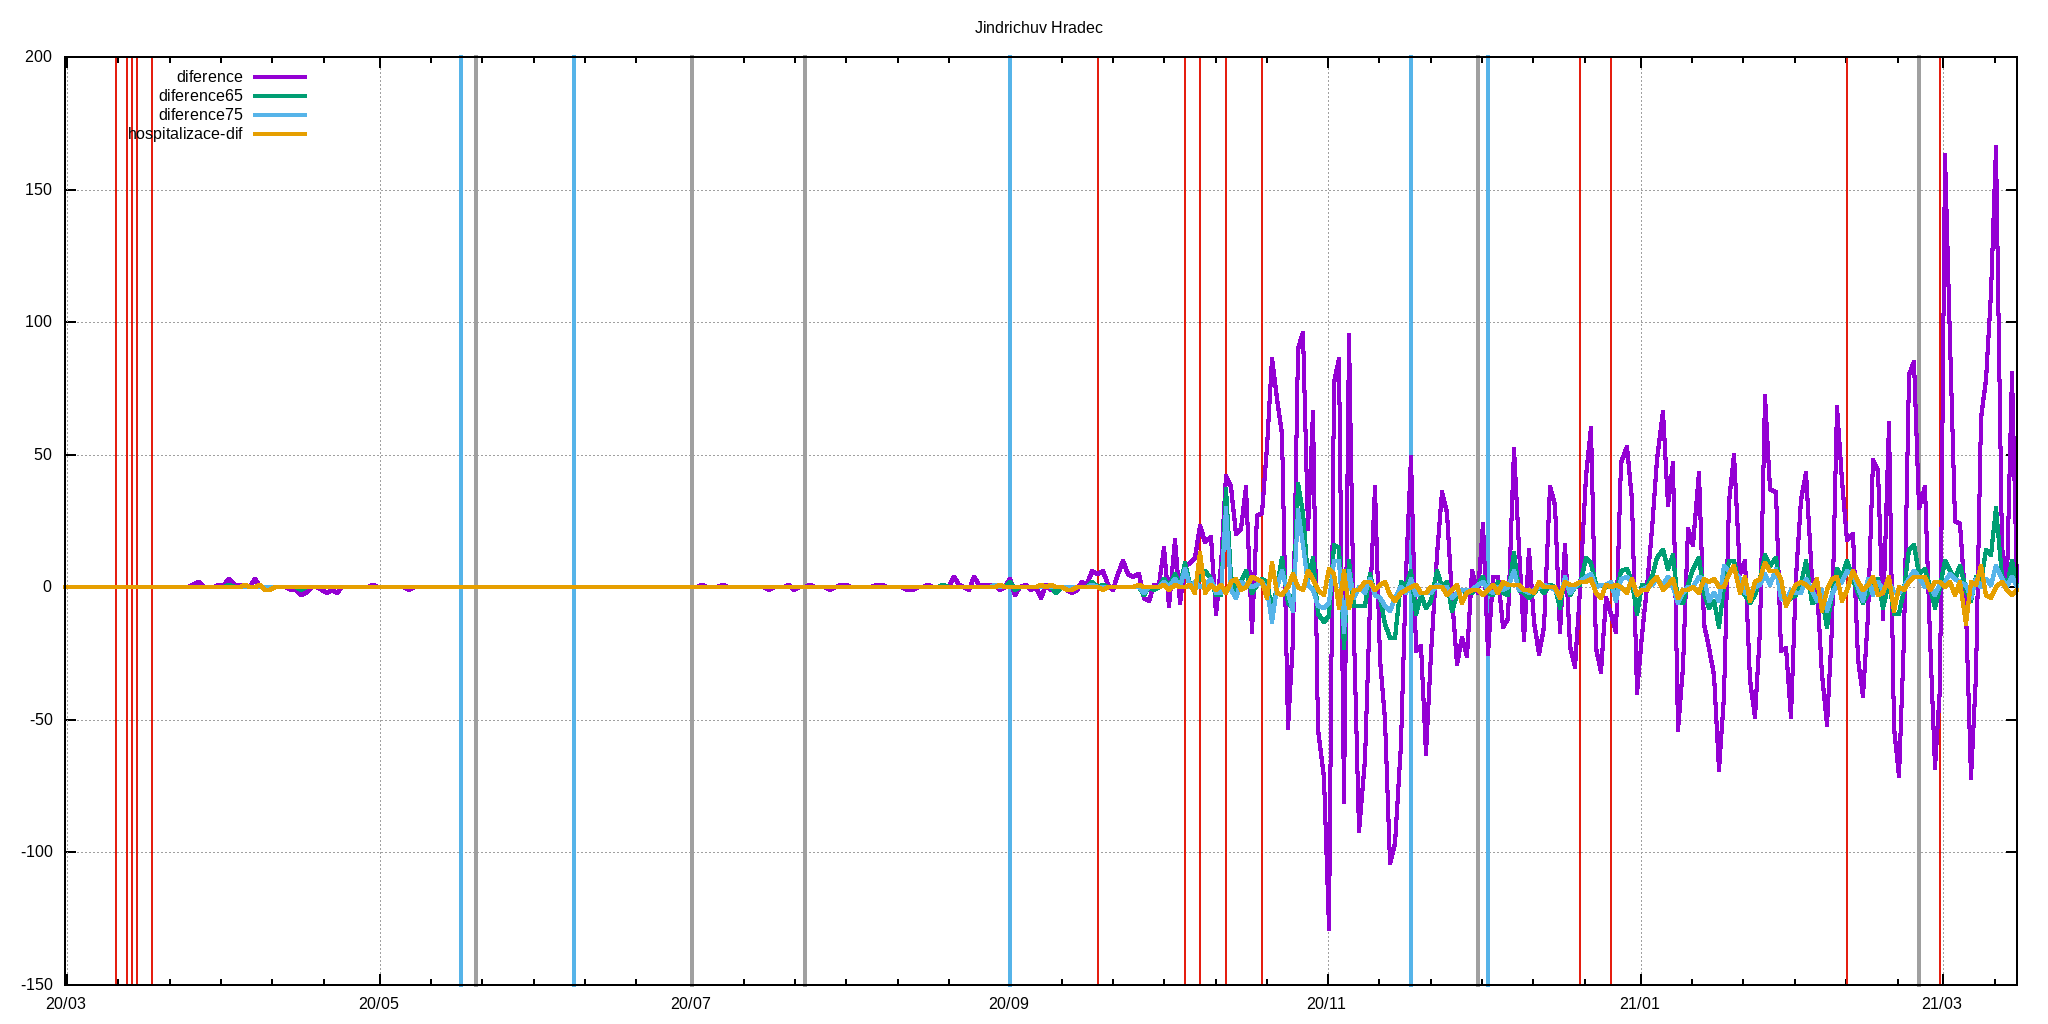 Jindrichuv Hradec
200
150
100
50
0
-50
-100
-150
diference
diference65
diference75
hospitalizace-dif
20/03 20/05 20/07 20/09 20/11 21/01 21/03